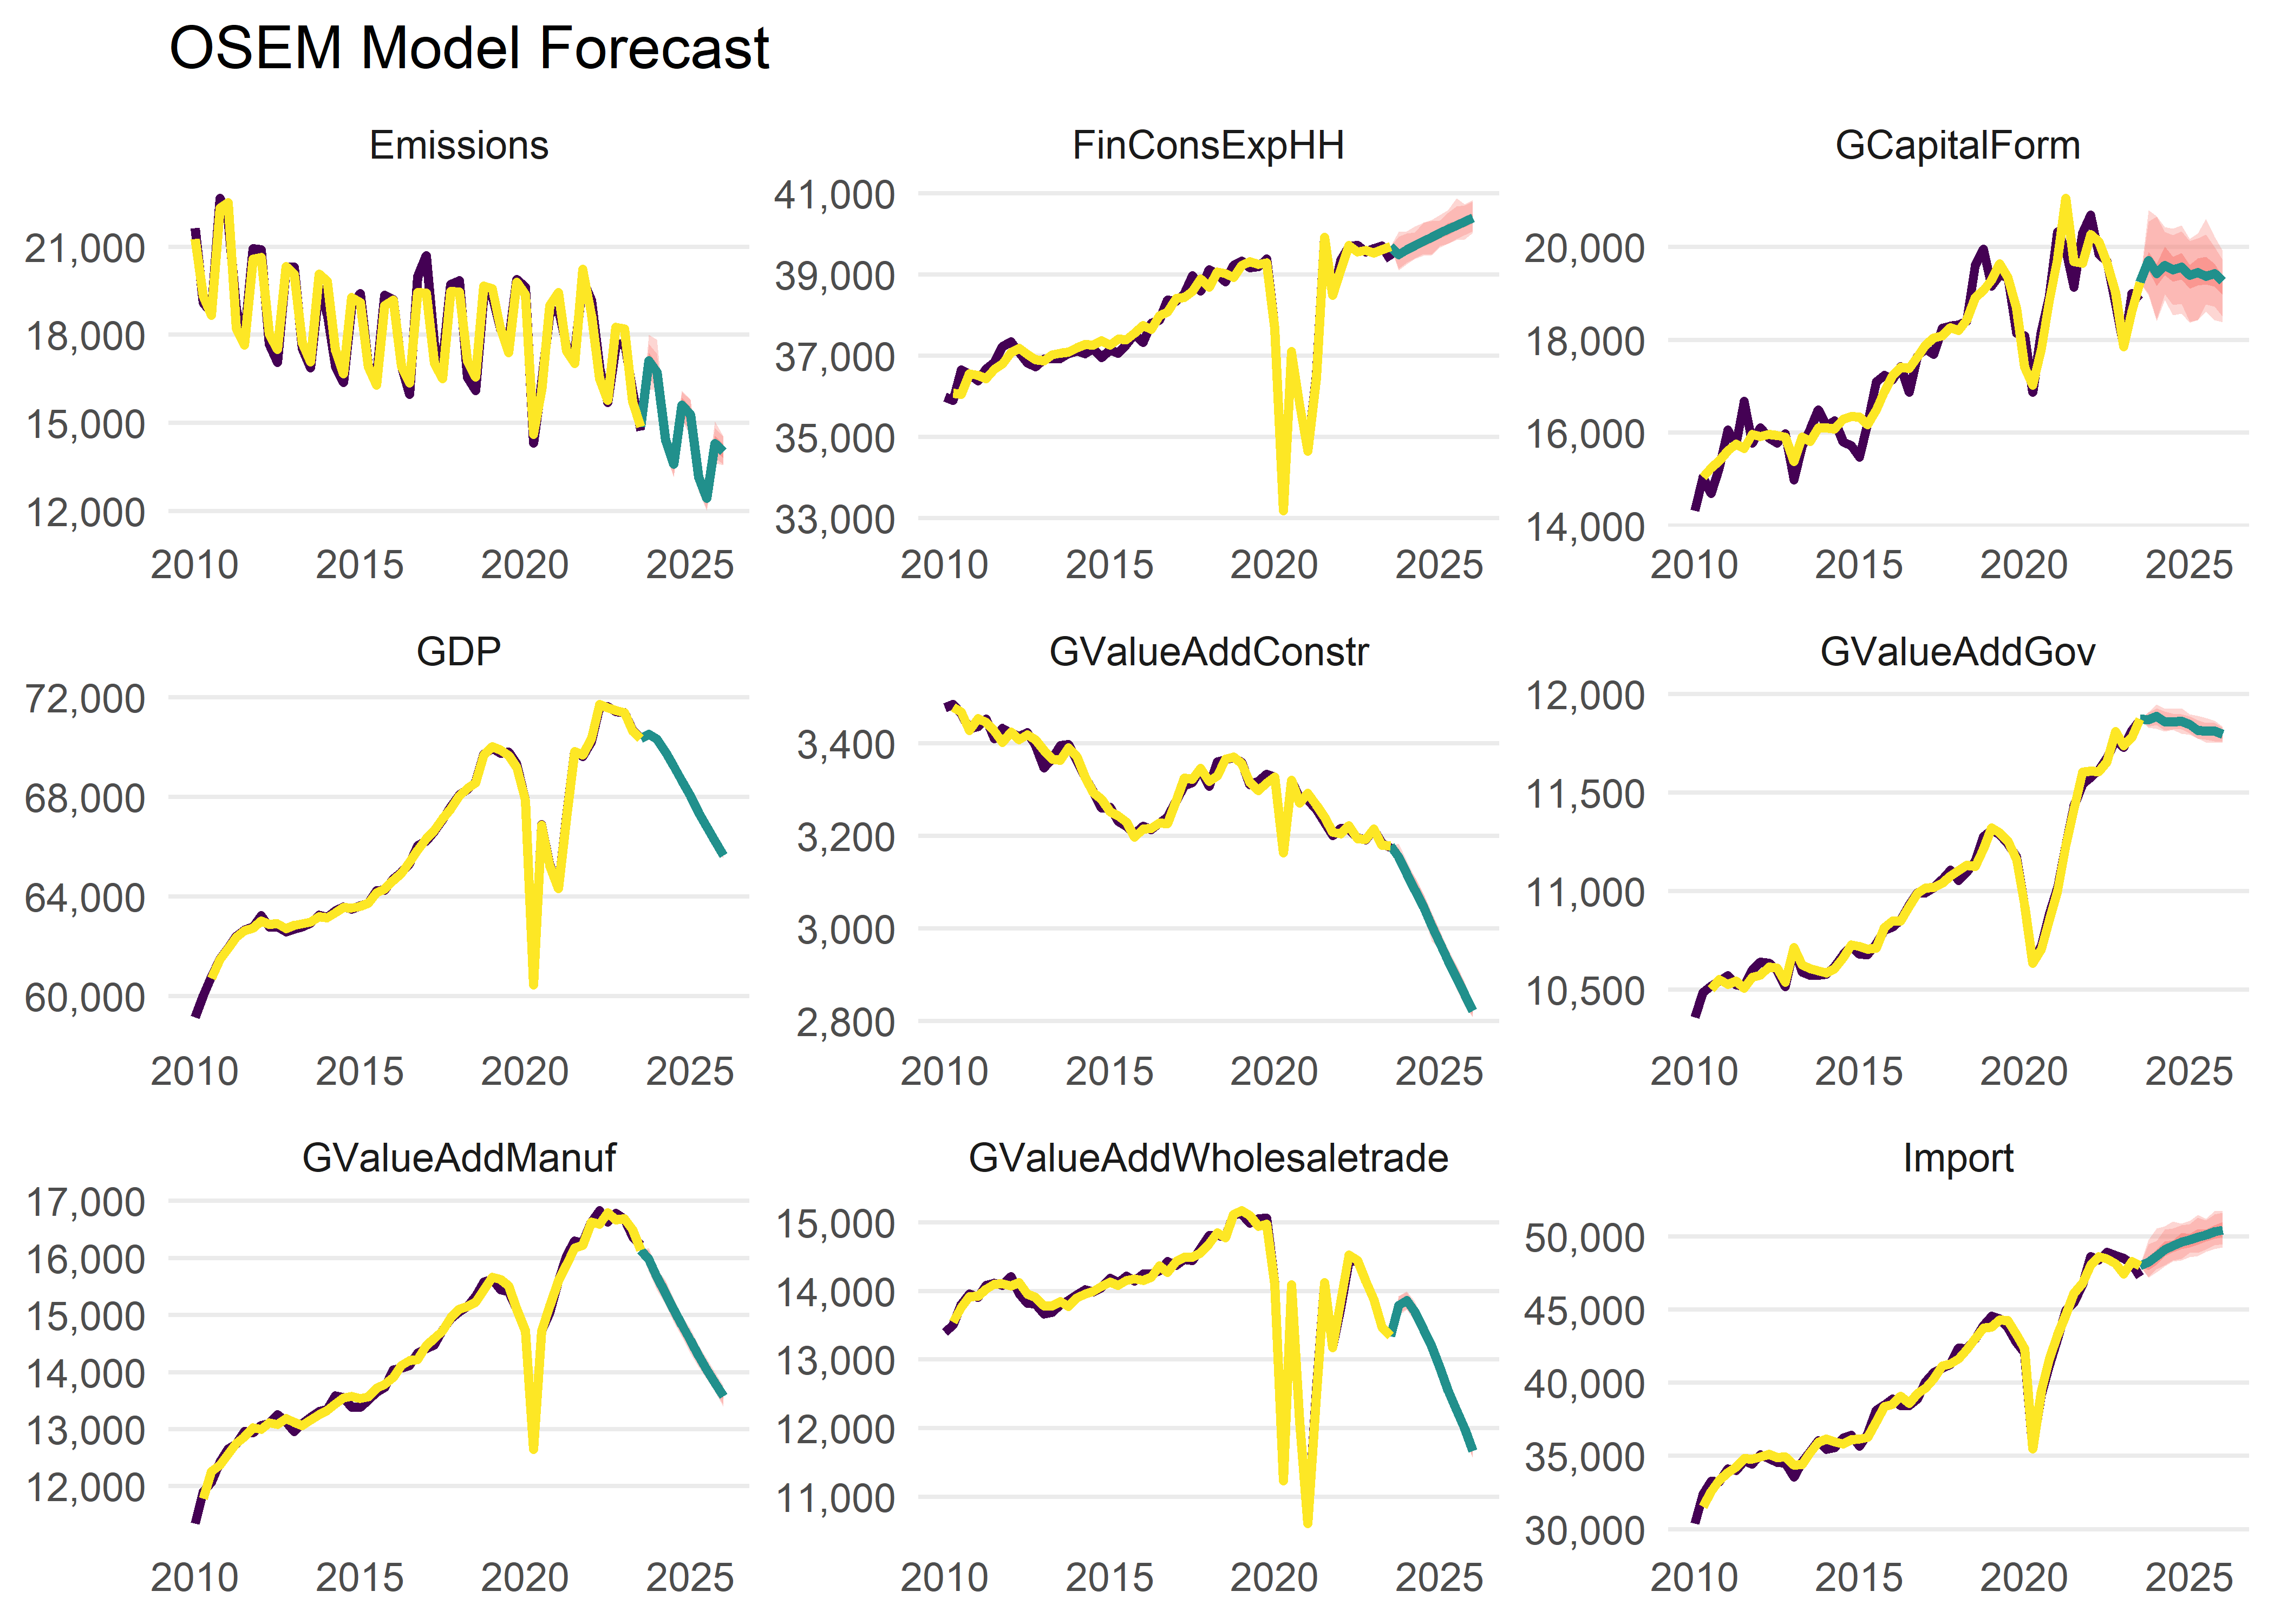 OSEM Model Forecast
Emissions
FinConsExpHH
GCapitalForm
21,000
18,000
15,000
12,000
41,000
39,000
37,000
35,000
33,000
20,000
18,000
16,000
14,000
2010 2015 2020 2025
2010 2015 2020 2025
2010 2015 2020 2025
GDP
GValueAddConstr
GValueAddGov
72,000
68,000
64,000
60,000
3,400
3,200
3,000
2,800
12,000
11,500
11,000
10,500
2010 2015 2020 2025
2010 2015 2020 2025
2010 2015 2020 2025
GValueAddManuf
GValueAddWholesaletrade
Import
17,000
16,000
15,000
14,000
13,000
12,000
15,000
14,000
13,000
12,000
11,000
50,000
45,000
40,000
35,000
30,000
2010 2015 2020 2025
2010 2015 2020 2025
2010 2015 2020 2025